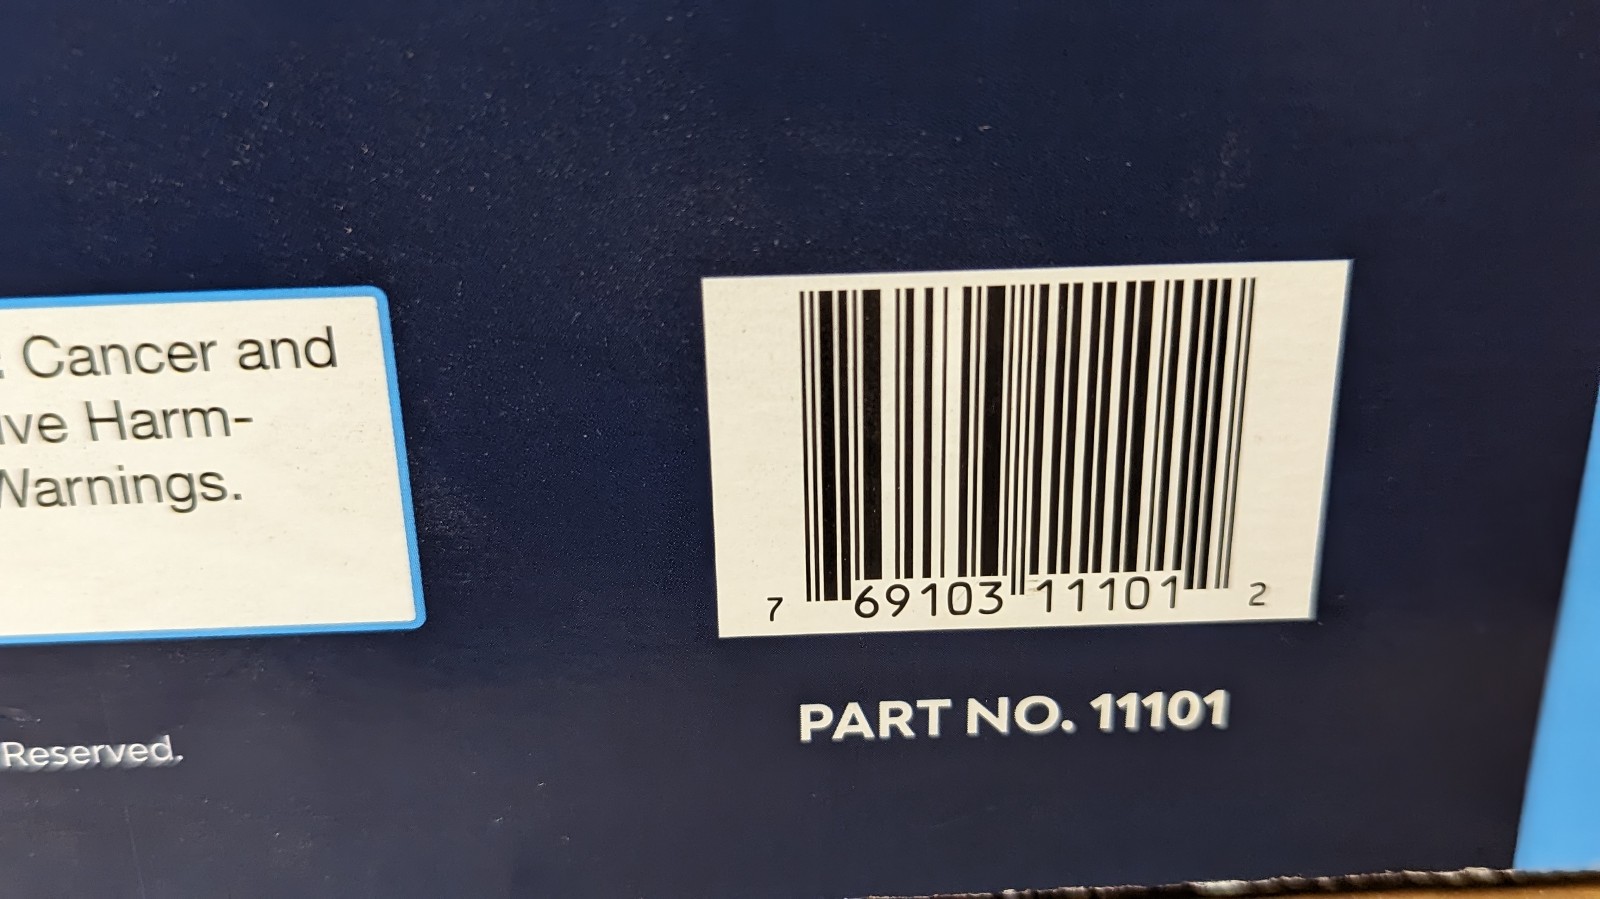 : Cancer and
ive Harm-
Warnings.
Reserved.
7 69103 11101 2
PART NO. 11101